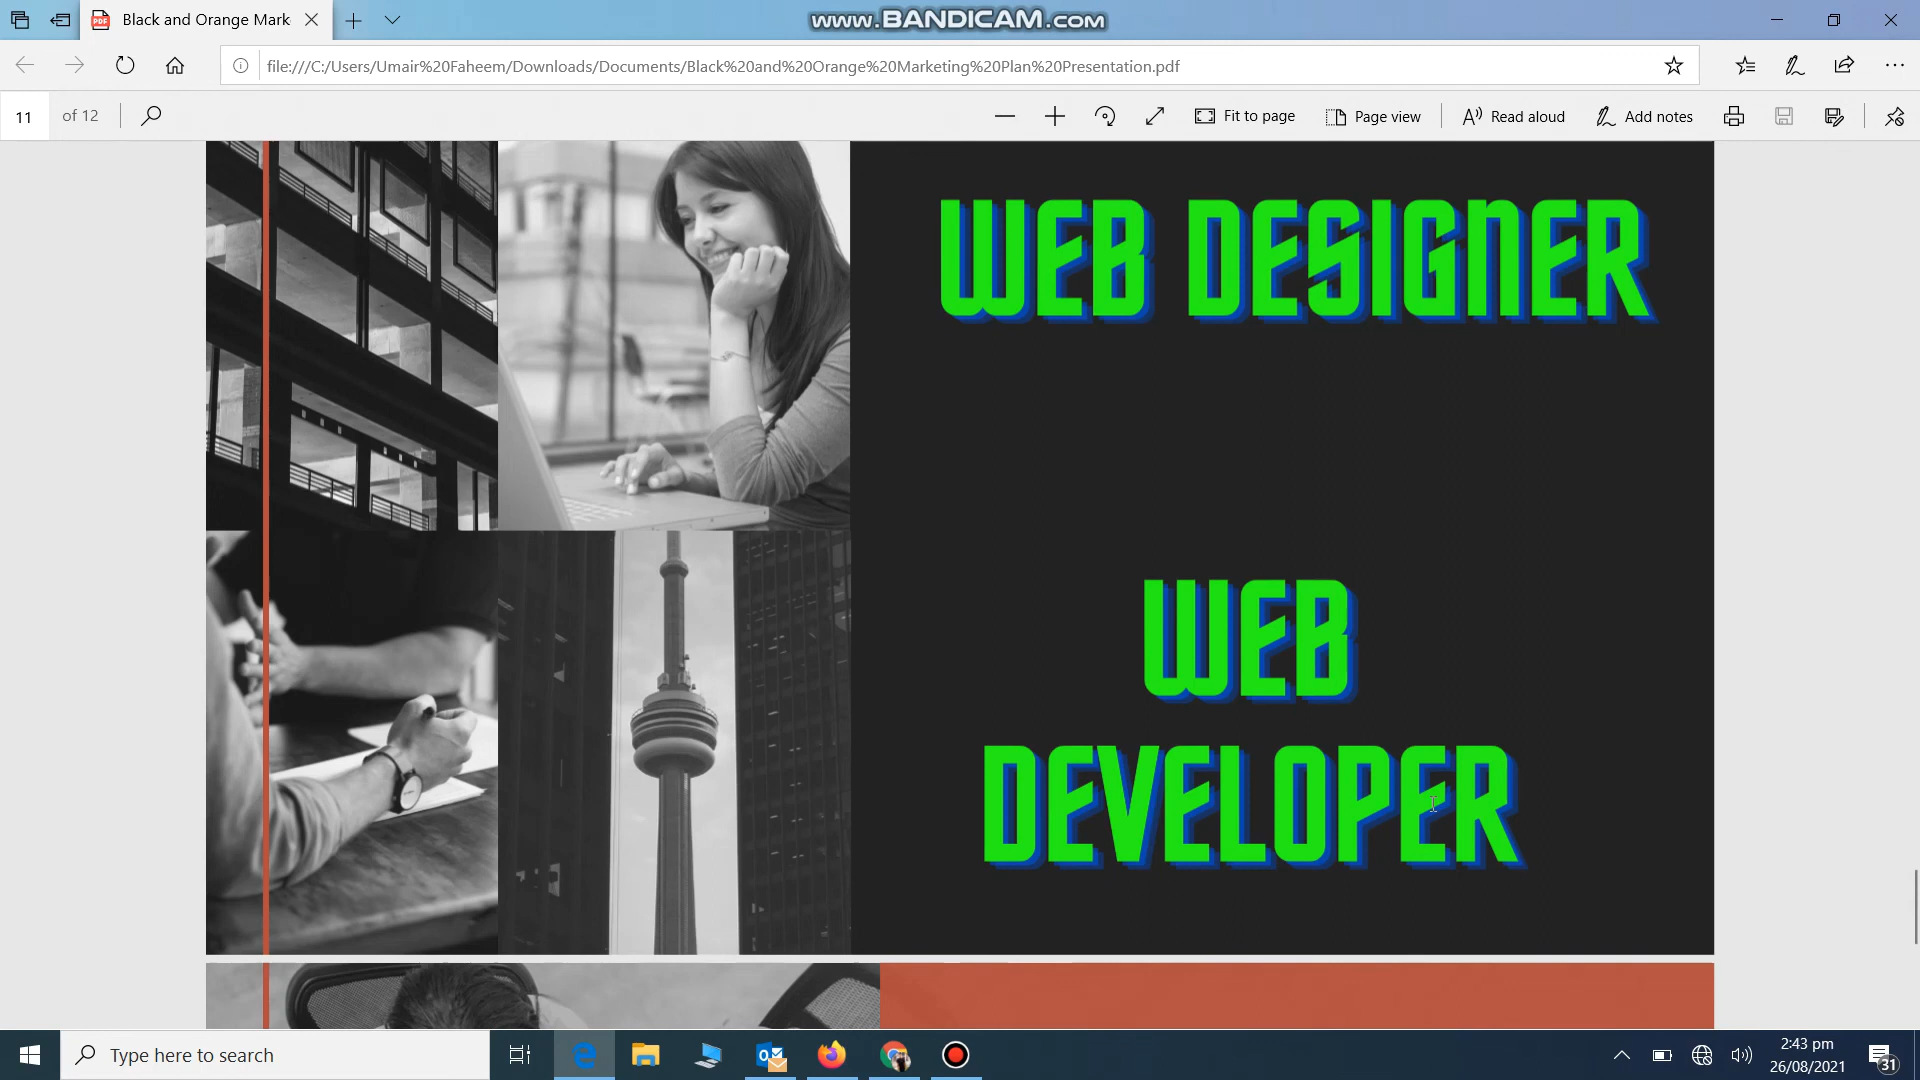 Black and Orange Mark
www.BANDICAM.com
file:///C:/Users/Umair%20Faheem/Downloads/Documents/Black%20and%20Orange%20Marketing%20Plan%20Presentation.pdf
11 of 12
Fit to page
Page view
Read aloud
Add notes
WEB DESIGNER
WEB
DEVELOPER
Type here to search
2:43 pm
26/08/2021
31